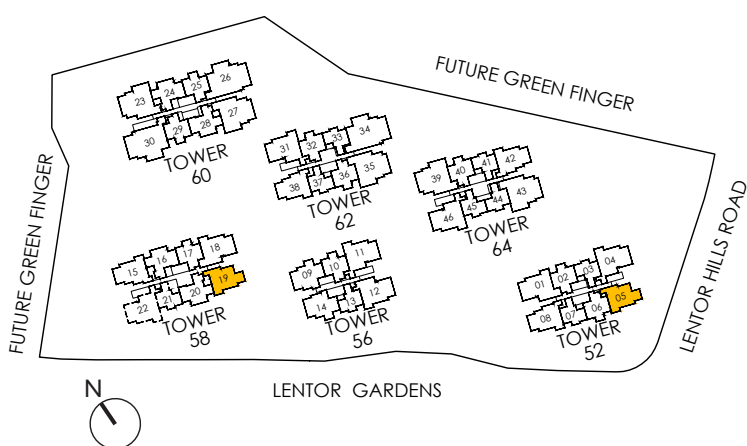 FUTURE GREEN FINGER
23 24 25 26
30 29 28 27
TOWER
60
31 32 33 34
38 37 36 35
TOWER
62
39 40 41 42
46 45 44 43
TOWER
64
FUTURE GREEN FINGER
15 16 17 18
22 21 20 19
TOWER
58
09 10 11
14 13 12
TOWER
56
01 02 03 04
08 07 06 05
TOWER
52
LENTOR HILLS ROAD
LENTOR GARDENS
N